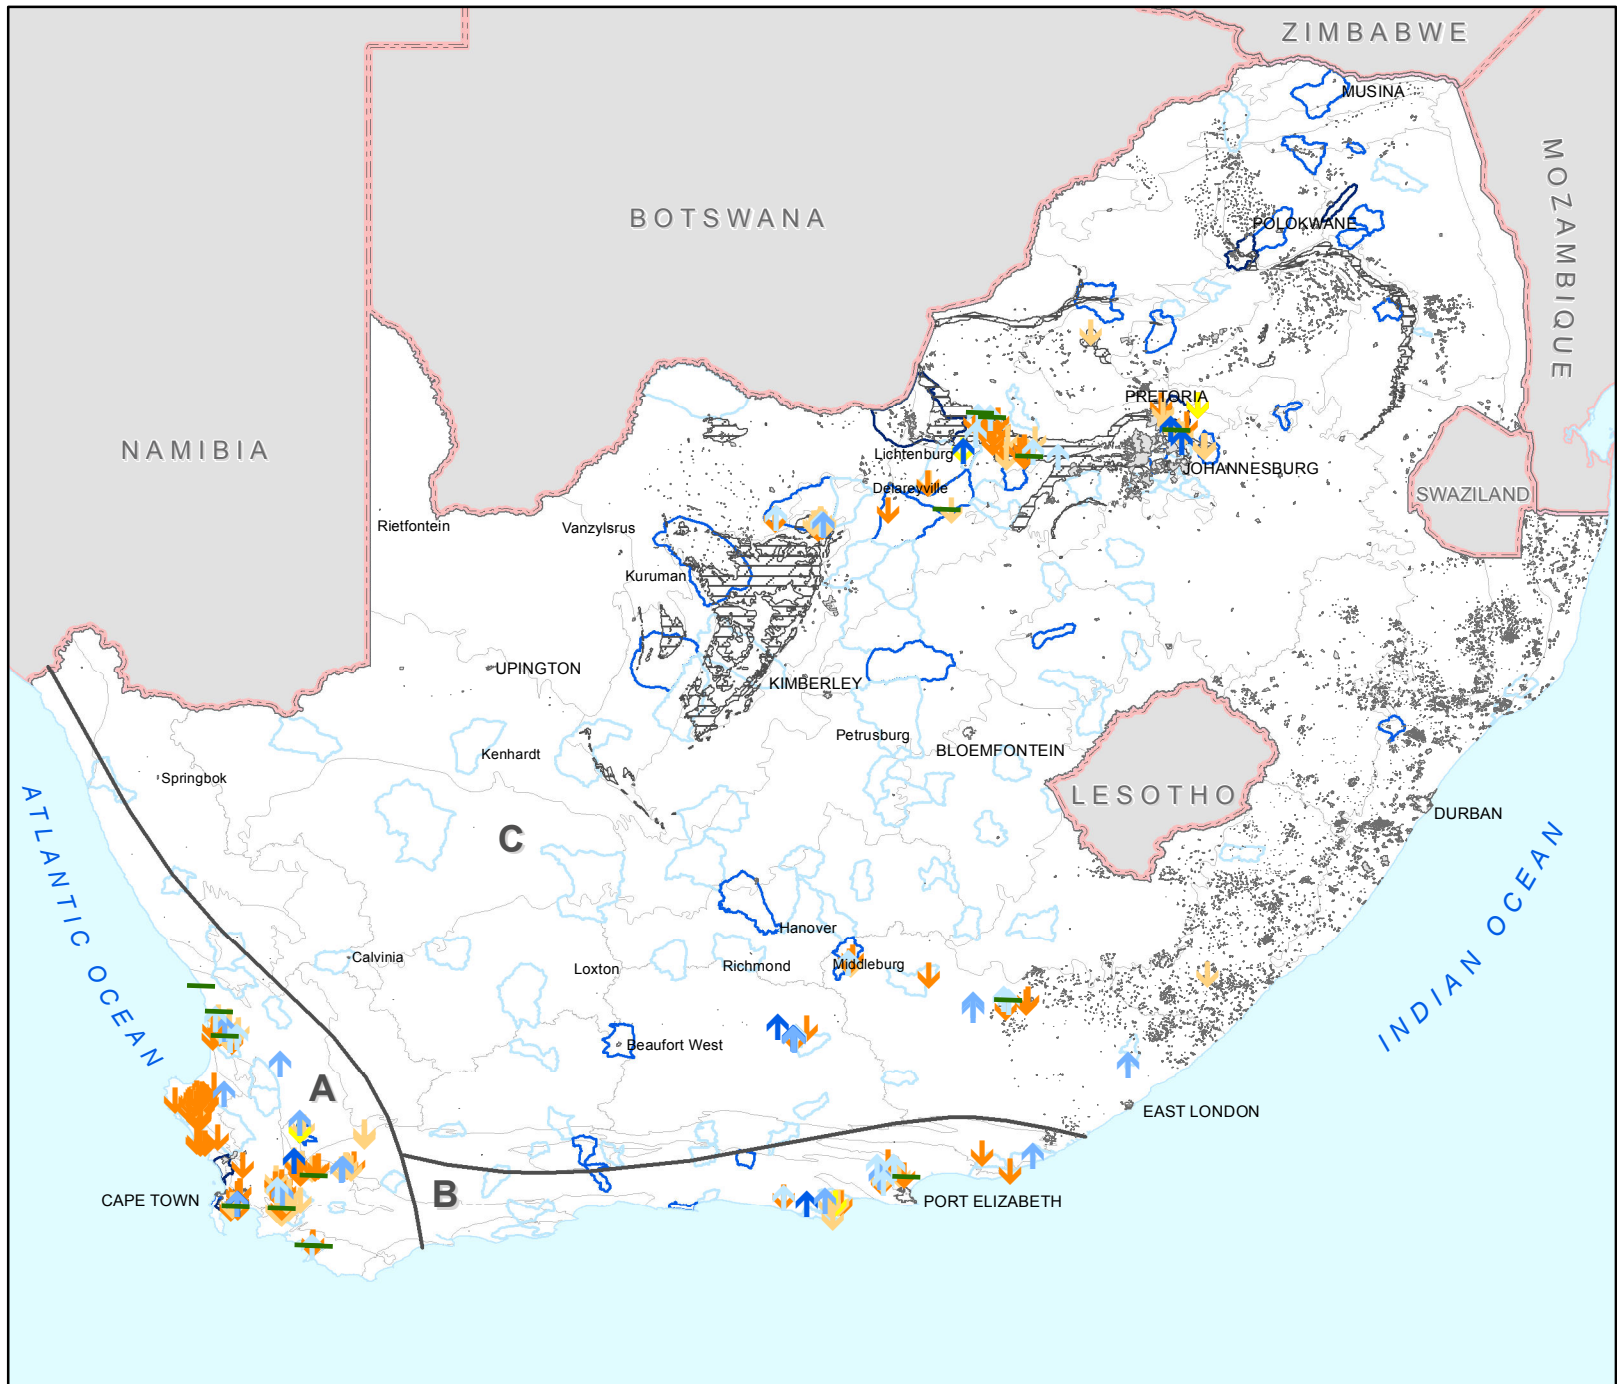 ZIMBABWE
MUSINA
MOZAMBIQUE
BOTSWANA
POLOKWANE
PRETORIA
NAMIBIA
Lichtenburg
JOHANNESBURG
Delareyville
SWAZILAND
Rietfontein
Vanzylsrus
Kuruman
UPINGTON
KIMBERLEY
Petrusburg
BLOEMFONTEIN
Kenhardt
Springbok
LESOTHO
DURBAN
ATLANTIC OCEAN
C
INDIAN OCEAN
Hanover
Calvinia
Loxton
Richmond
Middleburg
Beaufort West
A
EAST LONDON
CAPE TOWN
B
PORT ELIZABETH